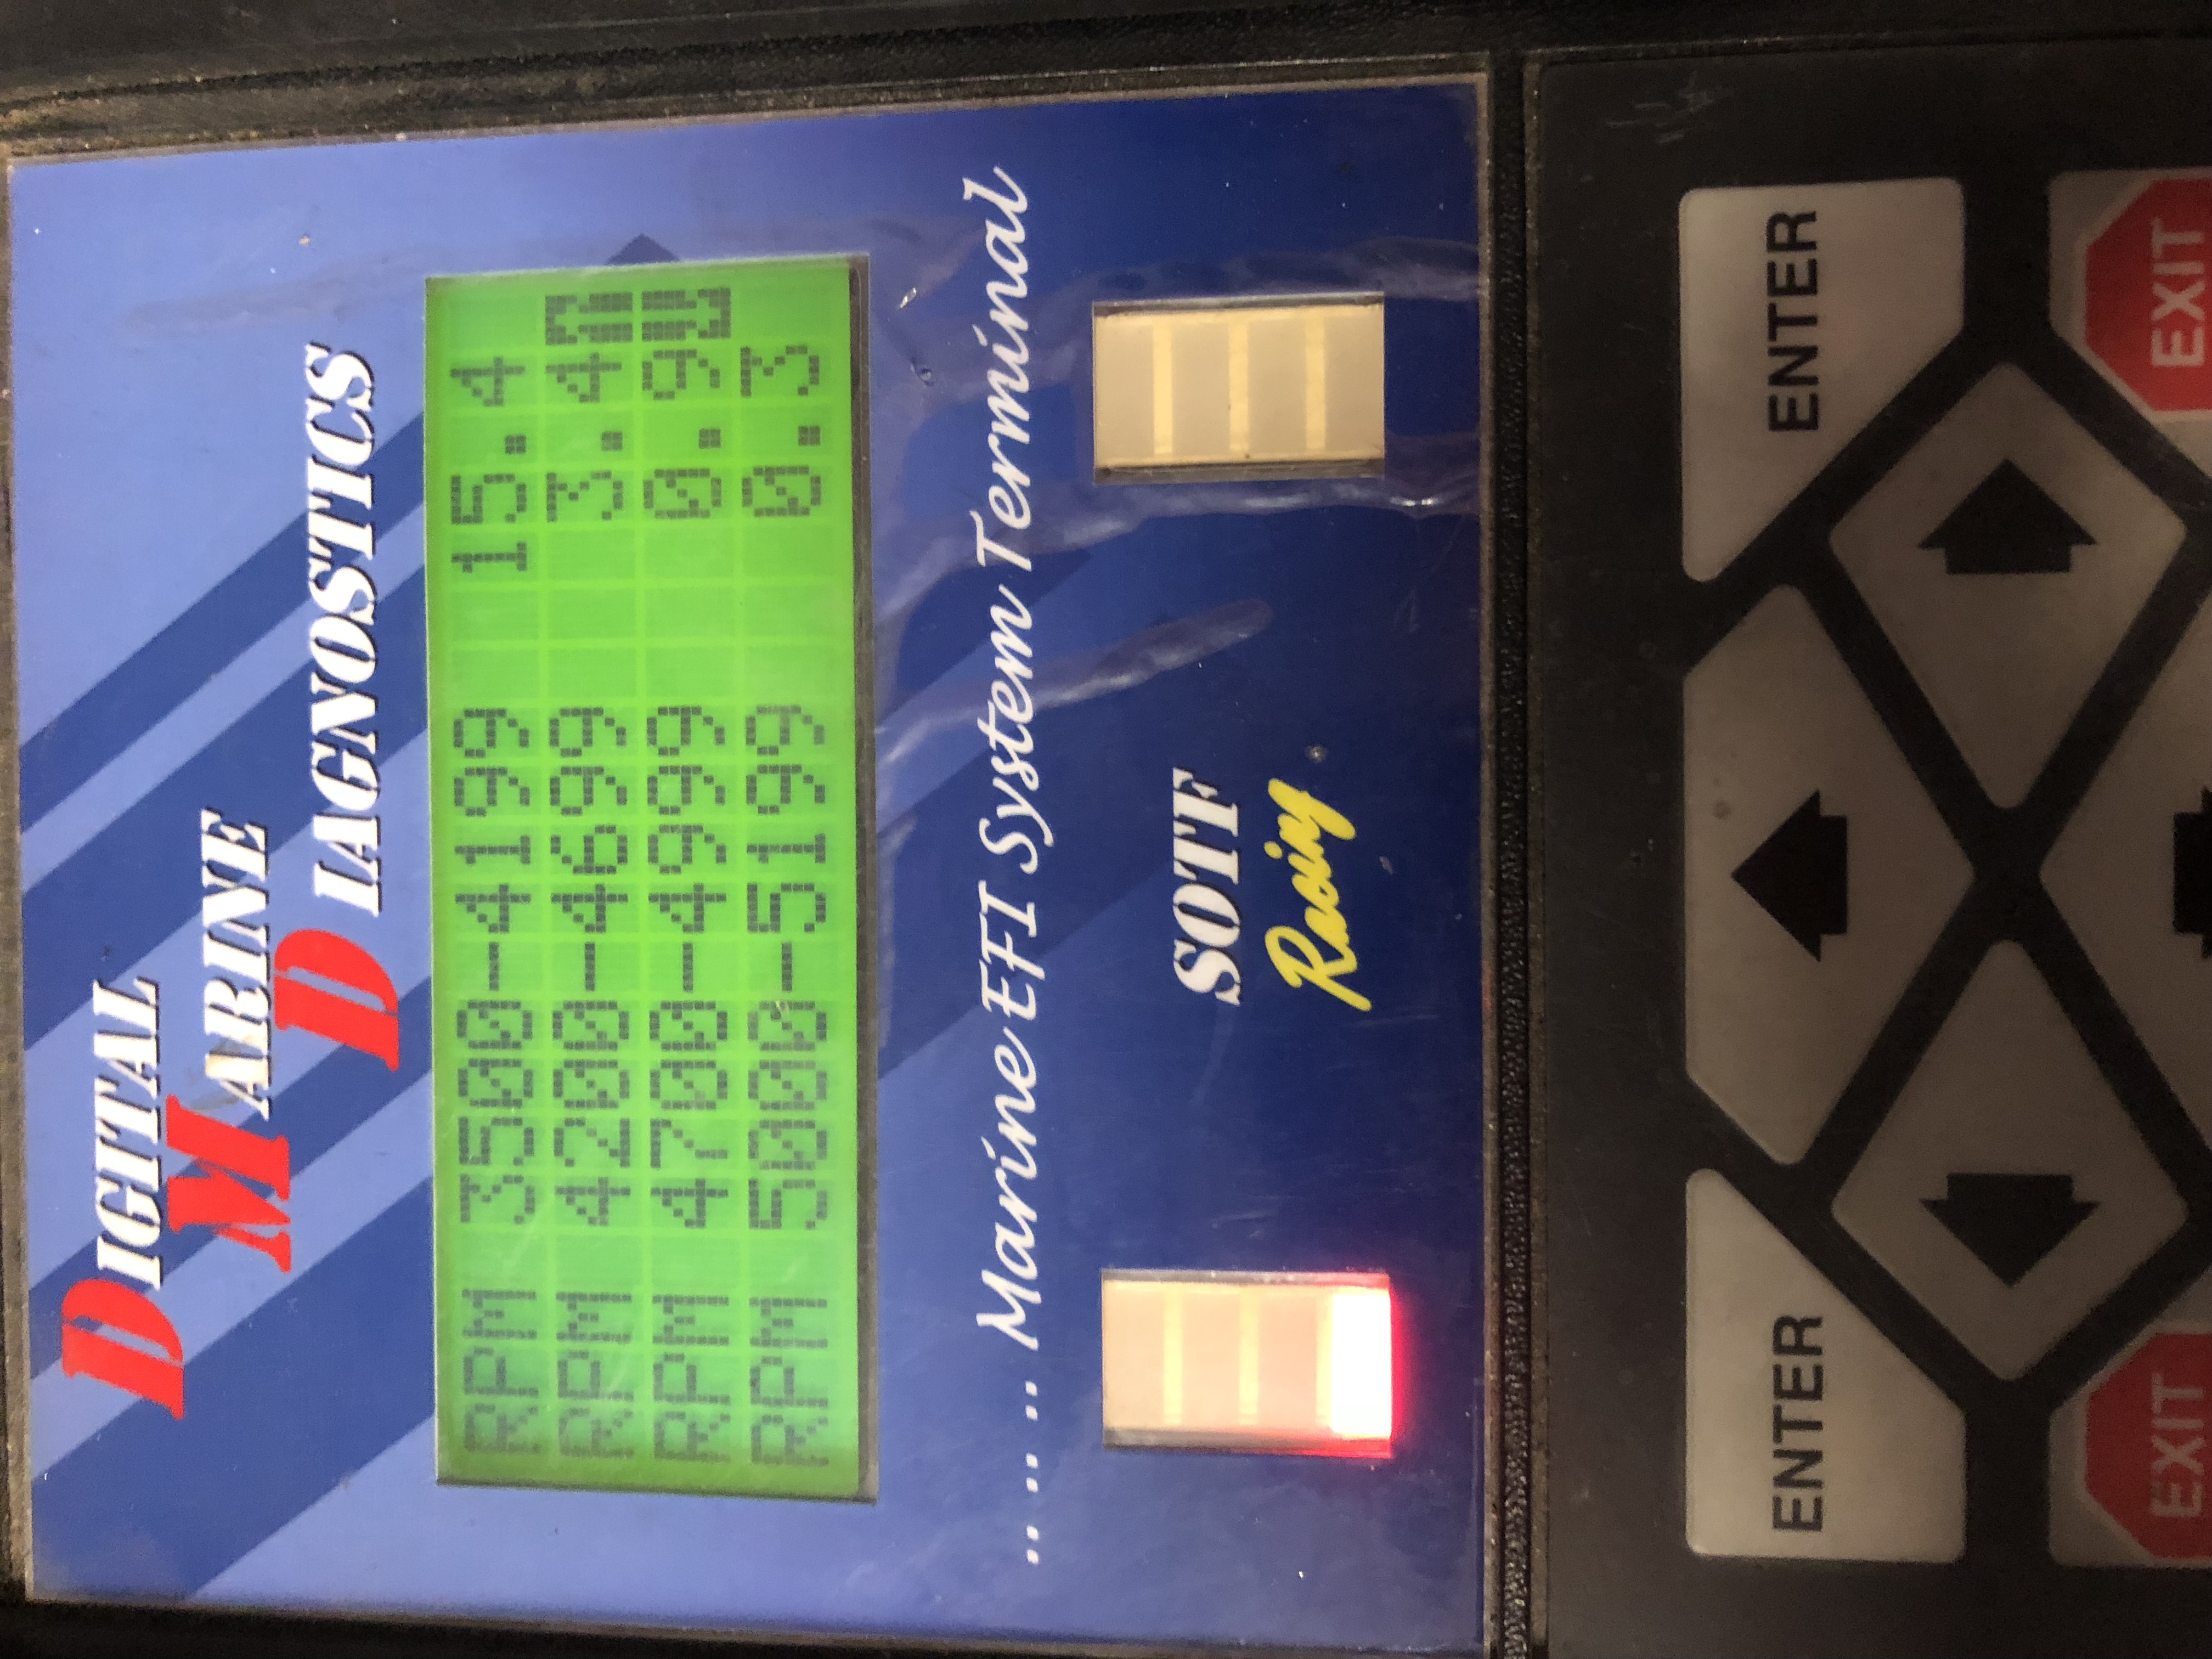 DIGITAL
MARINE
DIAGNOSTICS
RPM 3500-4199 15.4
RPM 4200-4699 3.4
RPM 4700-4999 0.9
RPM 5000-5199 0.3
.. .. .. Marine EFI System Terminal
SOTF
Racing
ENTER ENTER
EXIT EXIT